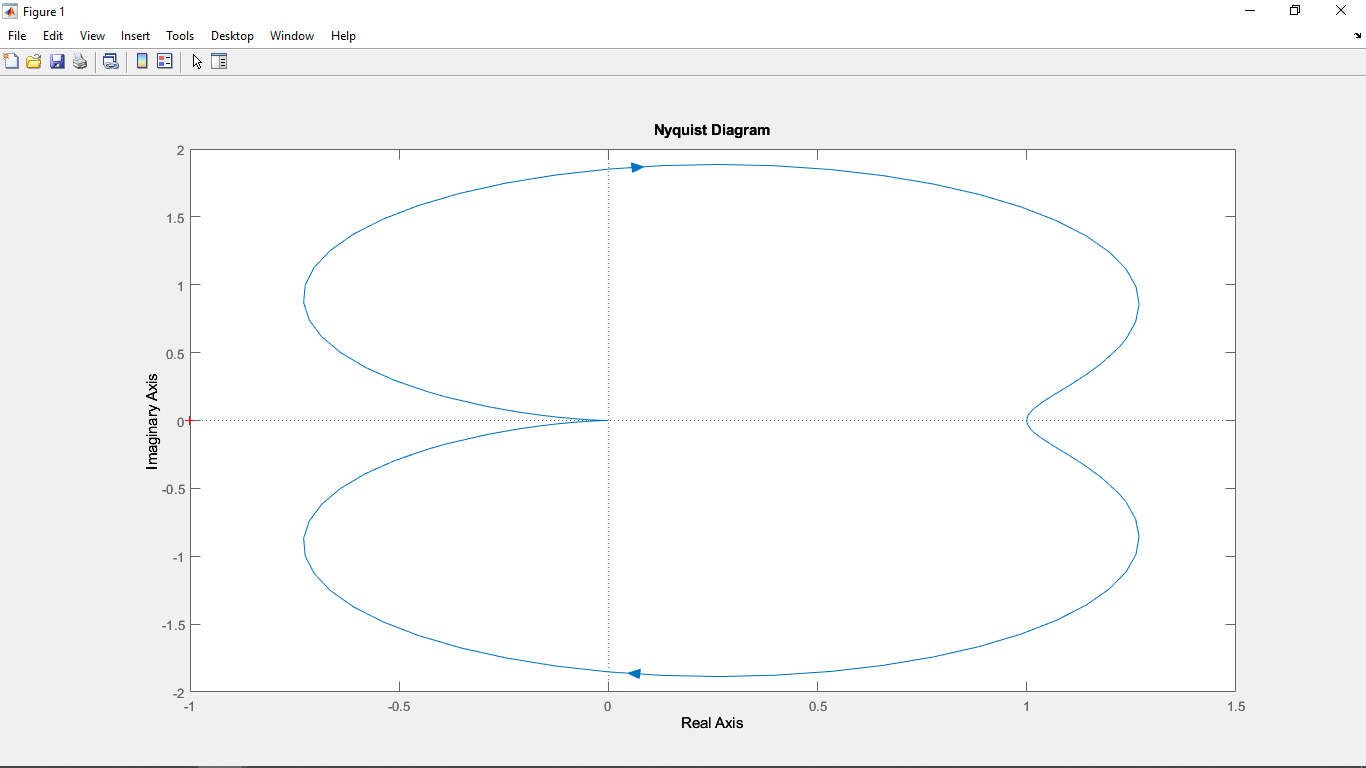 Figure 1
File Edit View Insert Tools Desktop Window Help
Nyquist Diagram
2
1.5
1
0.5
0
-0.5
-1
-1.5
-2
Imaginary Axis
-1 -0.5 0 0.5 1 1.5
Real Axis